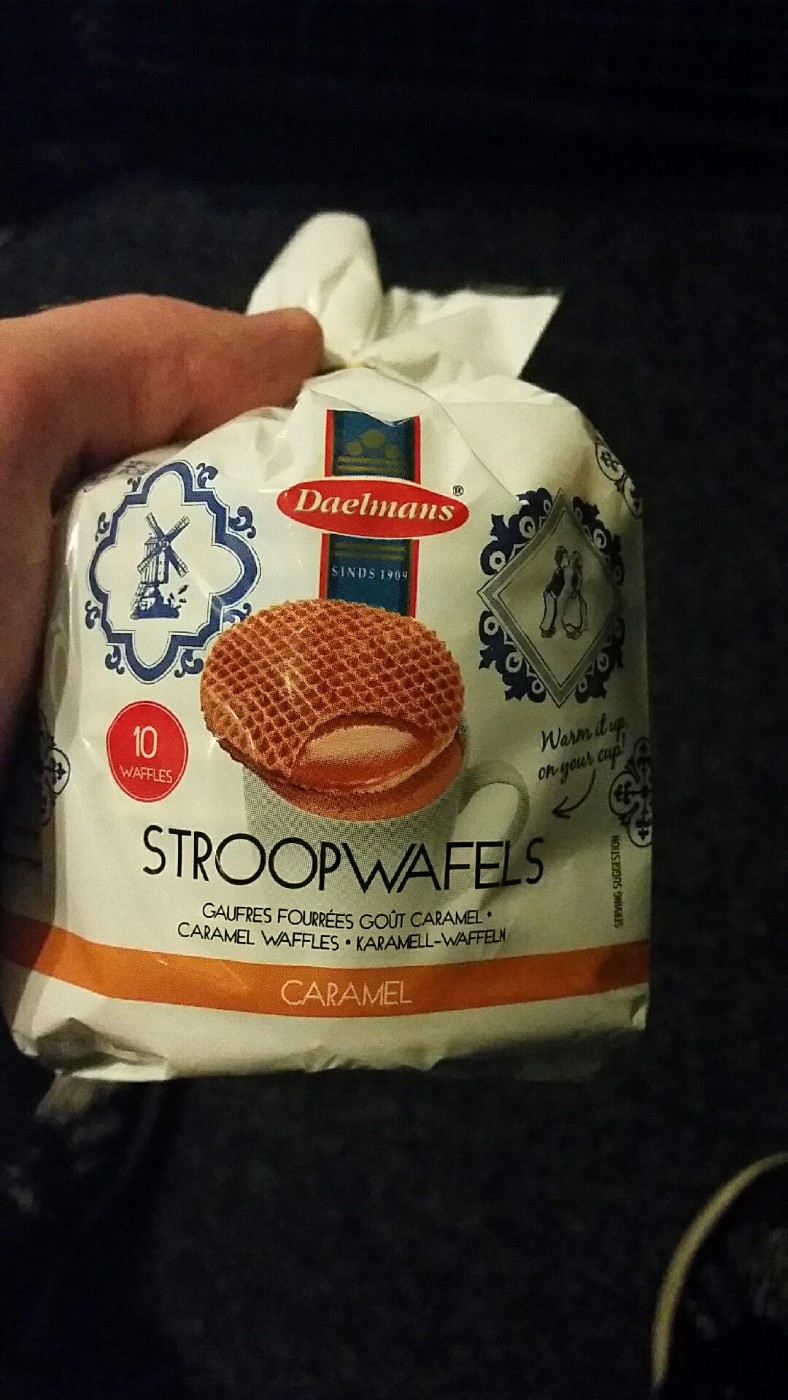 Daelmans®
SINDS 1909
10
WAFFLES
Warm it up
on your cup!
STROOPWAFELS
SERVING SUGGESTION
GAUFRES FOURRÉES GOÛT CARAMEL •
CARAMEL WAFFLES • KARAMELL-WAFFELN
CARAMEL